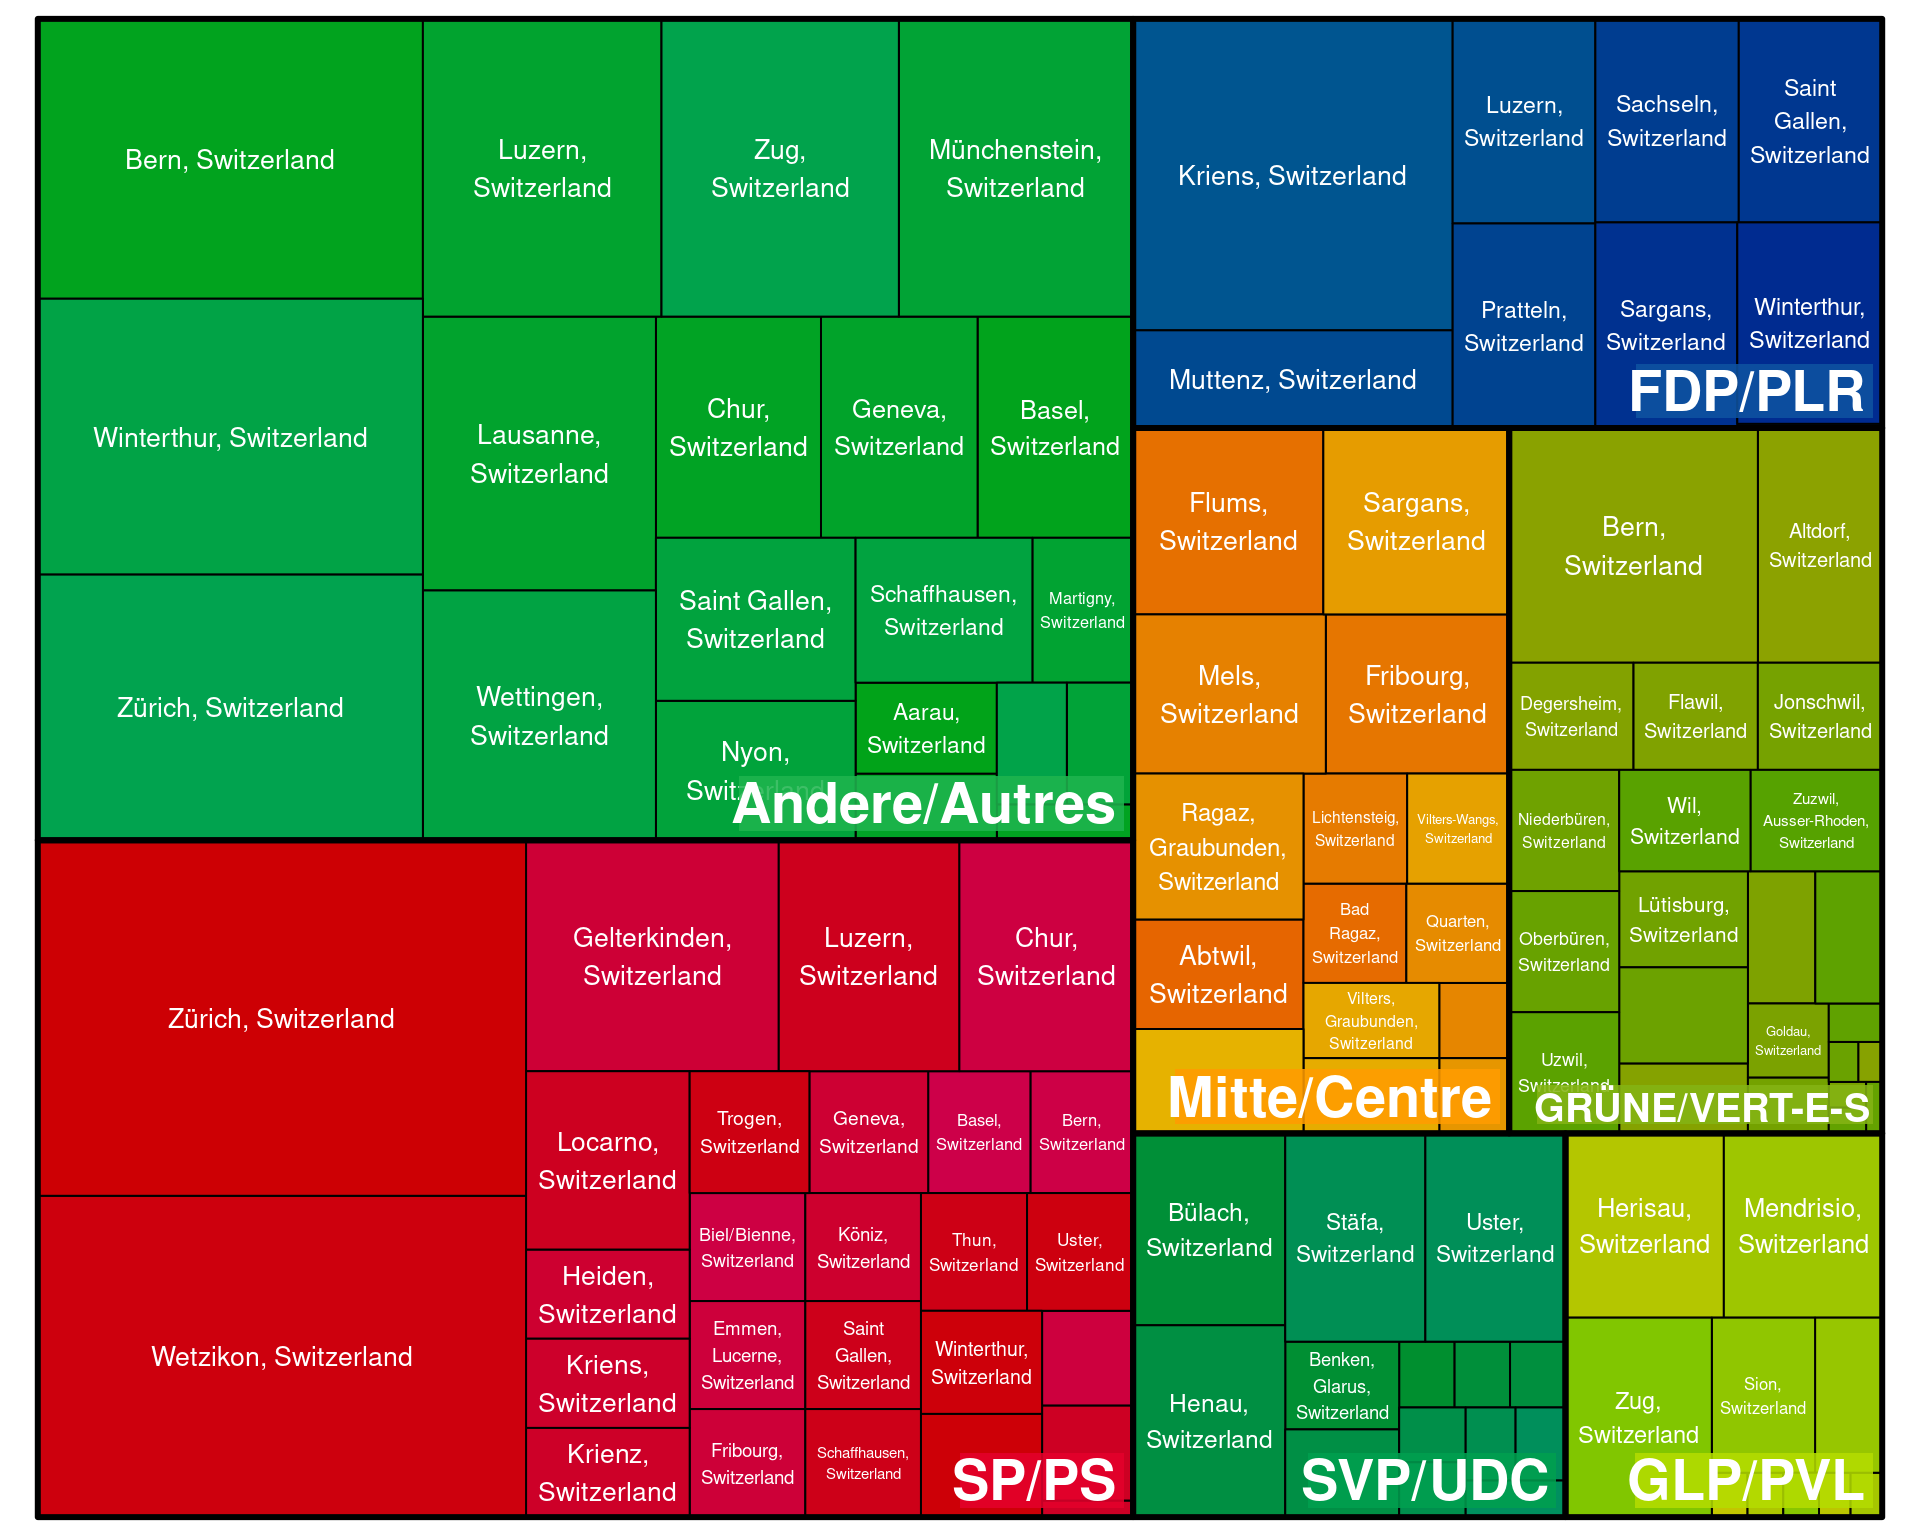 Bern, Switzerland
Winterthur, Switzerland
Zürich, Switzerland
Luzern,
Switzerland
Zug,
Switzerland
Münchenstein,
Switzerland
Lausanne,
Switzerland
Wettingen,
Switzerland
Chur,
Switzerland
Geneva,
Switzerland
Basel,
Switzerland
Saint Gallen,
Switzerland
Nyon,
Switzerland
Schaffhausen,
Switzerland
Martigny,
Switzerland
Aarau,
Switzerland
Andere/Autres
Zürich, Switzerland
Wetzikon, Switzerland
Gelterkinden,
Switzerland
Luzern,
Switzerland
Chur,
Switzerland
Locarno,
Switzerland
Heiden,
Switzerland
Kriens,
Switzerland
Krienz,
Switzerland
Trogen,
Switzerland
Geneva,
Switzerland
Basel,
Switzerland
Bern,
Switzerland
Biel/Bienne,
Switzerland
Köniz,
Switzerland
Thun,
Switzerland
Uster,
Switzerland
Emmen,
Lucerne,
Switzerland
Saint
Gallen,
Switzerland
Winterthur,
Switzerland
Fribourg,
Switzerland
Schaffhausen,
Switzerland
SP/PS
Kriens, Switzerland
Muttenz, Switzerland
Luzern,
Switzerland
Sachseln,
Switzerland
Saint
Gallen,
Switzerland
Pratteln,
Switzerland
Sargans,
Switzerland
Winterthur,
Switzerland
FDP/PLR
Flums,
Switzerland
Sargans,
Switzerland
Mels,
Switzerland
Fribourg,
Switzerland
Ragaz,
Graubunden,
Switzerland
Abtwil,
Switzerland
Lichtensteig,
Switzerland
Vilters-Wangs,
Switzerland
Bad
Ragaz,
Switzerland
Quarten,
Switzerland
Vilters,
Graubunden,
Switzerland
Mitte/Centre
Bern,
Switzerland
Altdorf,
Switzerland
Degersheim,
Switzerland
Flawil,
Switzerland
Jonschwil,
Switzerland
Niederbüren,
Switzerland
Wil,
Switzerland
Zuzwil,
Ausser-Rhoden,
Switzerland
Oberbüren,
Switzerland
Lütisburg,
Switzerland
Uzwil,
Switzerland
Goldau,
Switzerland
GRÜNE/VERT-E-S
Bülach,
Switzerland
Henau,
Switzerland
Stäfa,
Switzerland
Uster,
Switzerland
Benken,
Glarus,
Switzerland
SVP/UDC
Herisau,
Switzerland
Mendrisio,
Switzerland
Zug,
Switzerland
Sion,
Switzerland
GLP/PVL